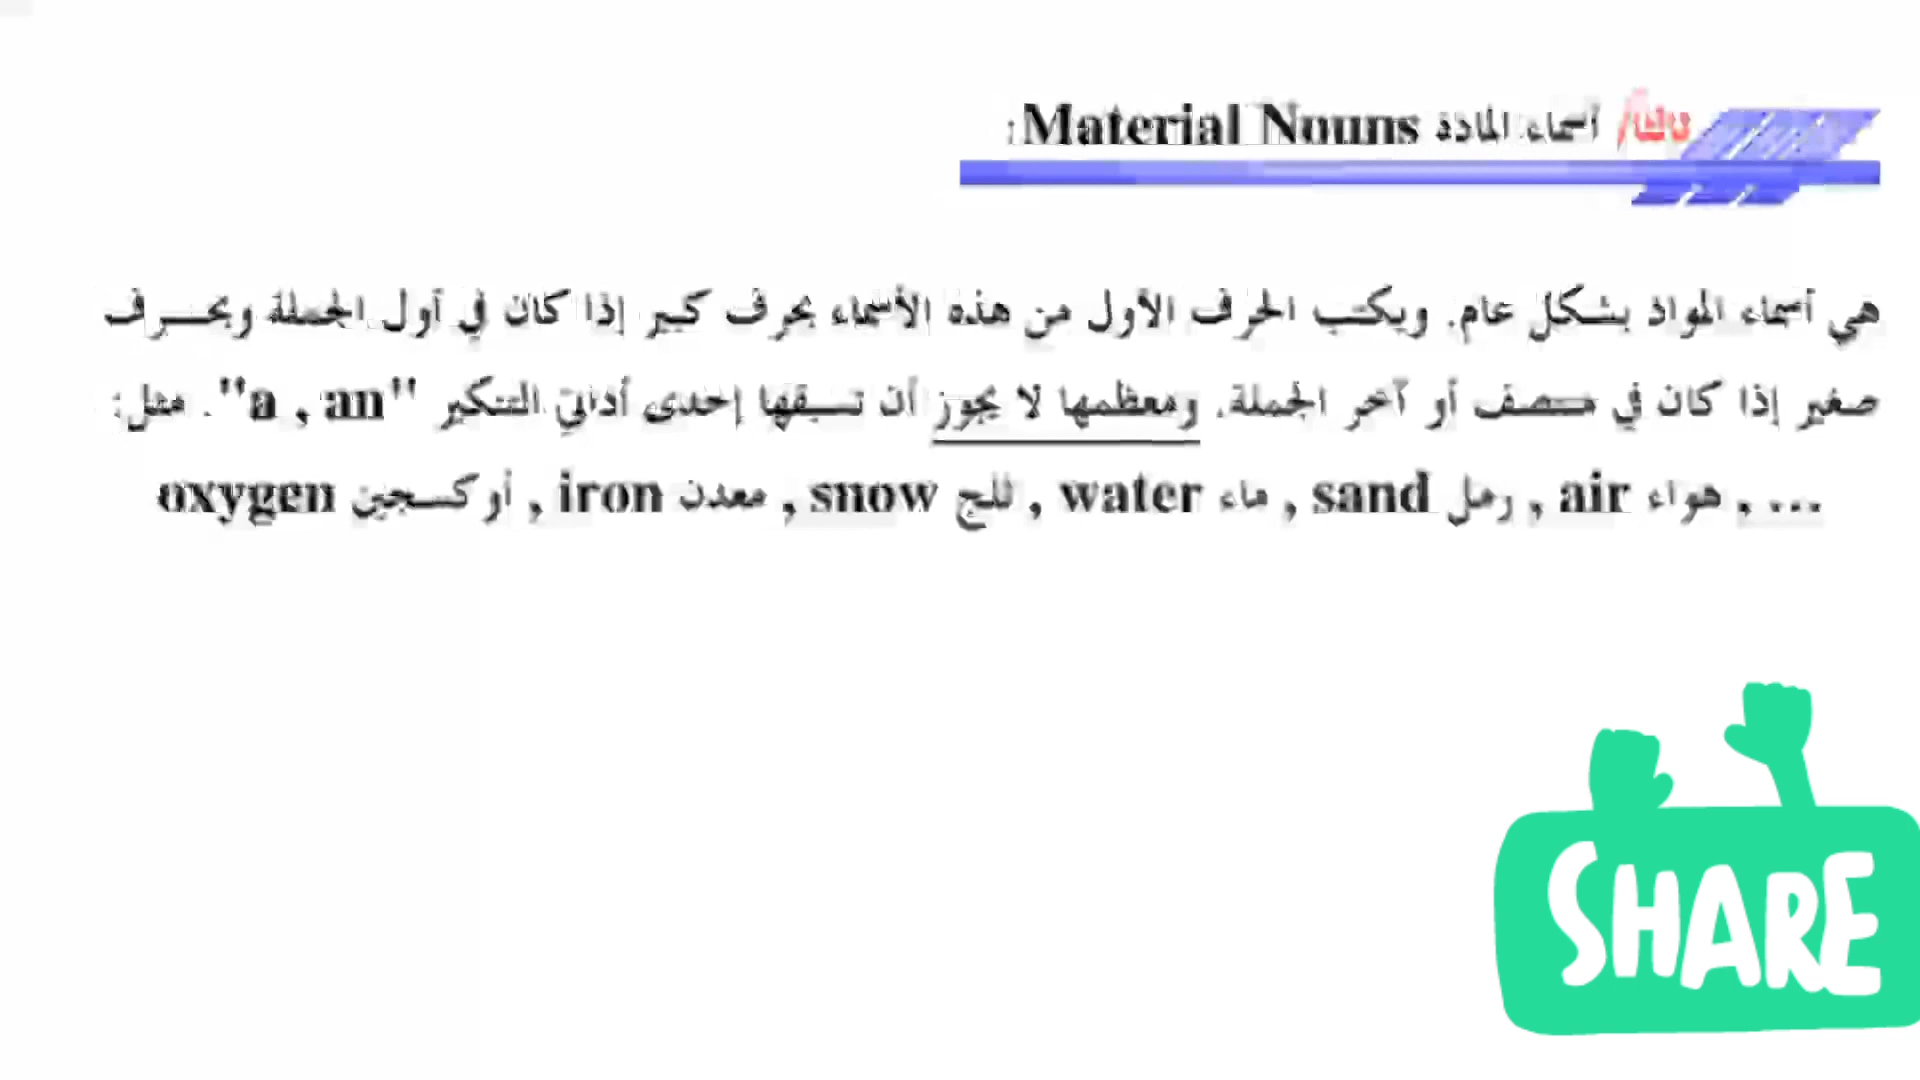 ثالثا/ أسماء المادة Material Nouns:
هي أسماء المواد بشكل عام. ويكتب الحرف الأول من هذه الأسماء بحرف كبير إذا كان في أول الجملة وبحــرف
صغير إذا كان في منتصف أو آخر الجملة. ومعظمها لا يجوز أن تسبقها إحدى أداتي التنكير "a , an". مثل:
oxygen أوكسجين , iron معدن , snow ثلج , water ماء , sand رمل , air هواء , ...
SHARE